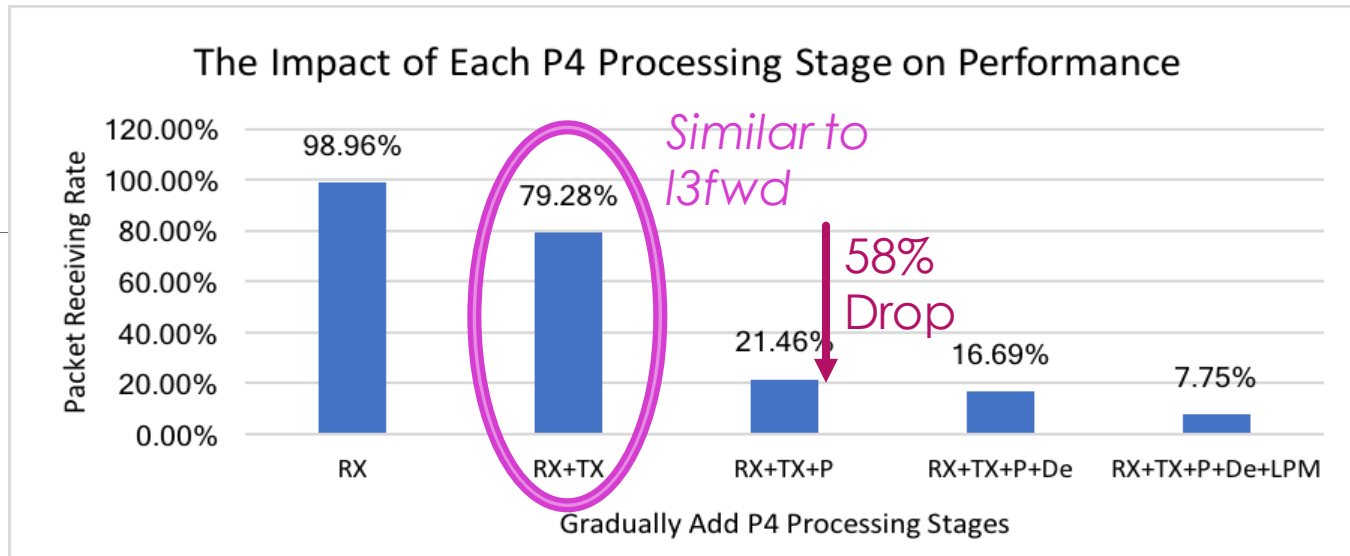 The Impact of Each P4 Processing Stage on Performance
Packet Receiving Rate
120.00%
100.00%
80.00%
60.00%
40.00%
20.00%
0.00%
98.96%
79.28%
21.46%
16.69%
7.75%
Similar to
l3fwd
58%
Drop
RX
RX+TX
RX+TX+P
RX+TX+P+De
RX+TX+P+De+LPM
Gradually Add P4 Processing Stages